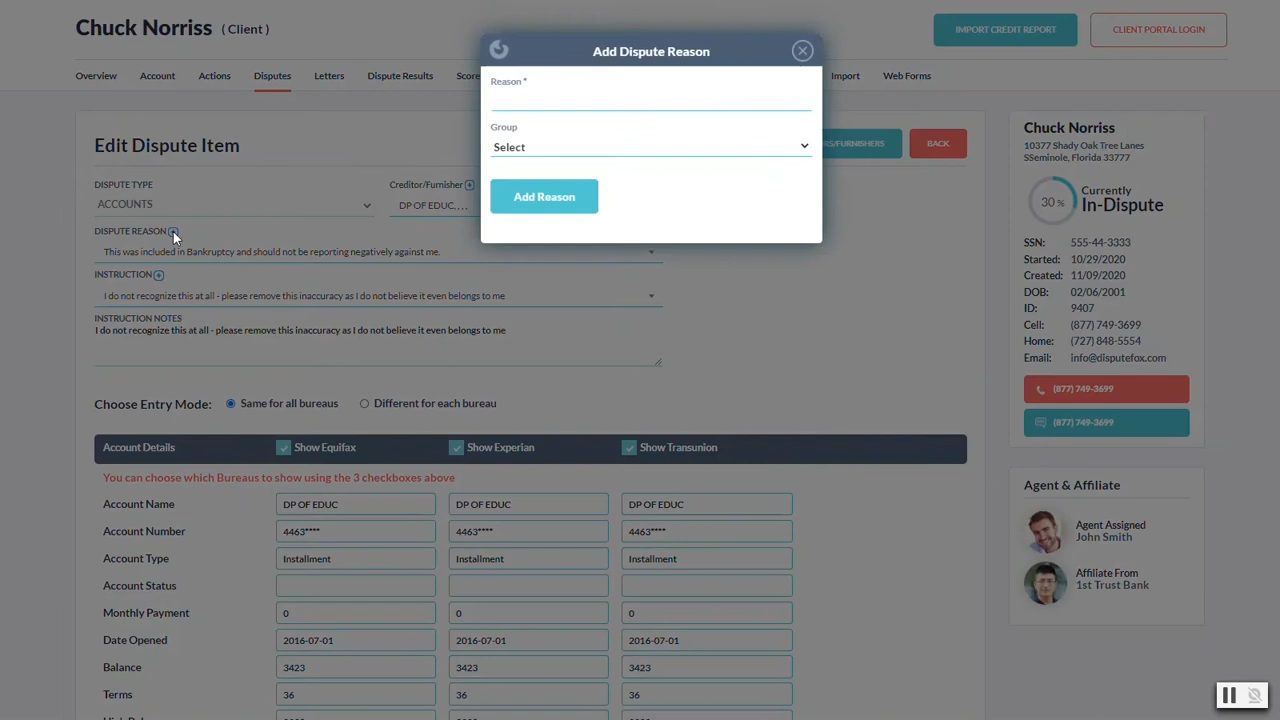 Chuck Norriss ( Client )
IMPORT CREDIT REPORT
CLIENT PORTAL LOGIN
Overview Account Actions Disputes Letters Dispute Results Import Web Forms
Add Dispute Reason
Reason *
Group
Select
Add Reason
Edit Dispute Item
BACK
DISPUTE TYPE
Creditor/Furnisher
ACCOUNTS
DP OF EDUC, , , ,
DISPUTE REASON
This was included in Bankruptcy and should not be reporting negatively against me.
INSTRUCTION
I do not recognize this at all - please remove this inaccuracy as I do not believe it even belongs to me
INSTRUCTION NOTES
I do not recognize this at all - please remove this inaccuracy as I do not believe it even belongs to me
Choose Entry Mode: Same for all bureaus Different for each bureau
Account Details Show Equifax Show Experian Show Transunion
You can choose which Bureaus to show using the 3 checkboxes above
Account Name DP OF EDUC DP OF EDUC DP OF EDUC
Account Number 4463**** 4463**** 4463****
Account Type Installment Installment Installment
Account Status
Monthly Payment 0 0 0
Date Opened 2016-07-01 2016-07-01 2016-07-01
Balance 3423 3423 3423
Terms 36 36 36
Chuck Norriss
10377 Shady Oak Tree Lanes
SSeminole, Florida 33777
30 %
Currently
In-Dispute
SSN: 555-44-3333
Started: 10/29/2020
Created: 11/09/2020
DOB: 02/06/2001
ID: 9407
Cell: (877) 749-3699
Home: (727) 848-5554
Email: info@disputefox.com
(877) 749-3699
(877) 749-3699
Agent & Affiliate
Agent Assigned
John Smith
Affiliate From
1st Trust Bank